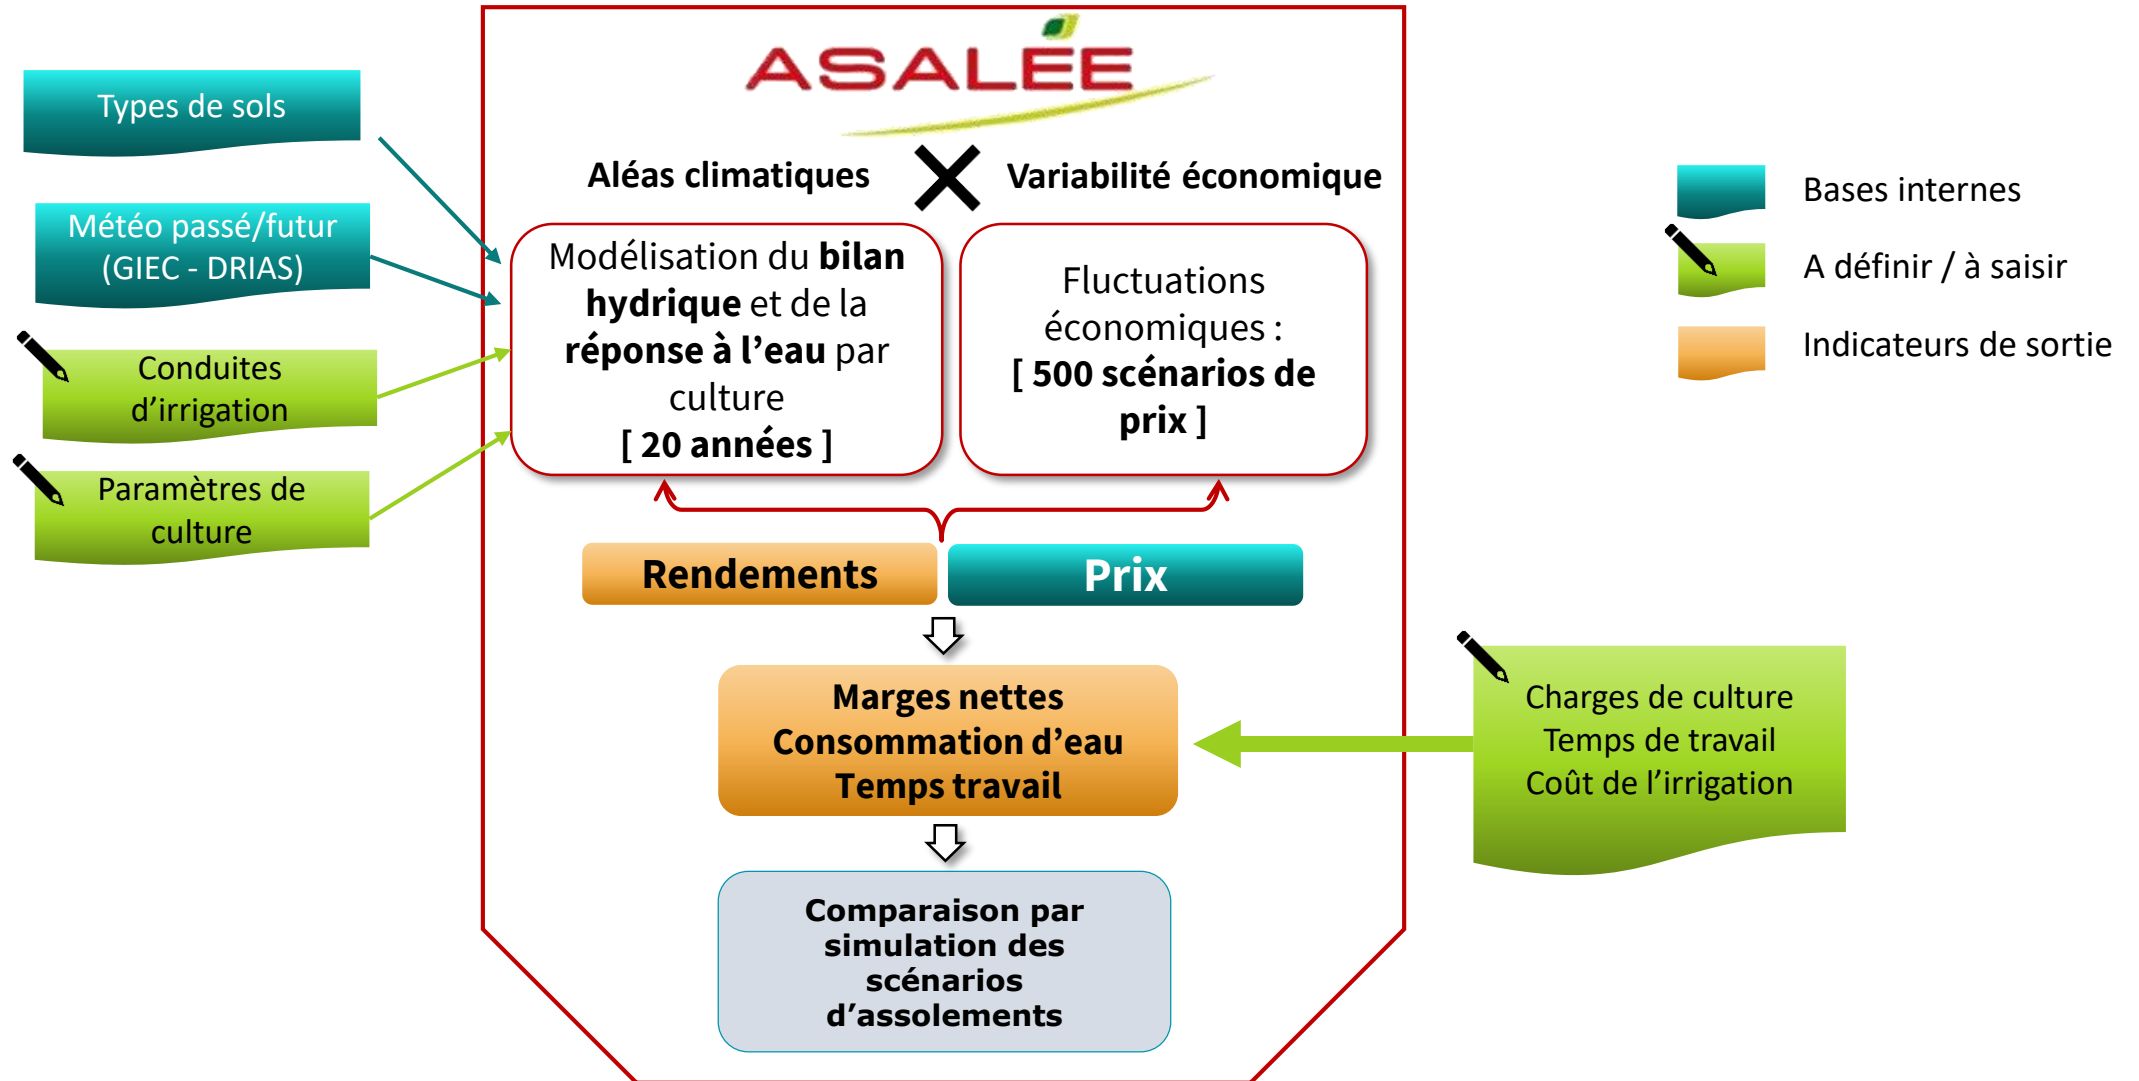 ASALÉE
Types de sols
Météo passé/futur
(GIEC - DRIAS)
Conduites
d’irrigation
Paramètres de
culture
Aléas climatiques
Variabilité économique
Modélisation du bilan
hydrique et de la
réponse à l’eau par
culture
[ 20 années ]
Fluctuations
économiques :
[ 500 scénarios de
prix ]
Rendements
Prix
Marges nettes
Consommation d’eau
Temps travail
Comparaison par
simulation des
scénarios
d’assolements
Bases internes
A définir / à saisir
Indicateurs de sortie
Charges de culture
Temps de travail
Coût de l’irrigation